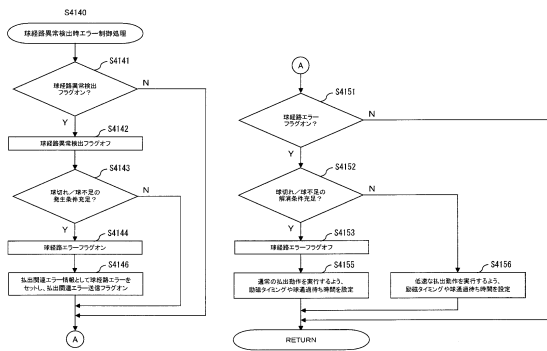 S4140
球経路異常検出時エラー制御処理
S4141
球経路異常検出
フラグオン？
N
Y
S4142
球経路異常検出フラグオフ
S4143
球切れ／球不足の
発生条件充足？
N
Y
S4144
球経路エラーフラグオン
S4146
払出関連エラー情報として球経路エラーを
セットし、払出関連エラー送信フラグオン
A
A
S4151
球経路エラー
フラグオン？
N
Y
S4152
球切れ／球不足の
解消条件充足？
N
Y
S4153
球経路エラーフラグオフ
S4155
通常の払出動作を実行するよう、
励磁タイミングや球通過待ち時間を設定
S4156
低速な払出動作を実行するよう、
励磁タイミングや球通過待ち時間を設定
RETURN